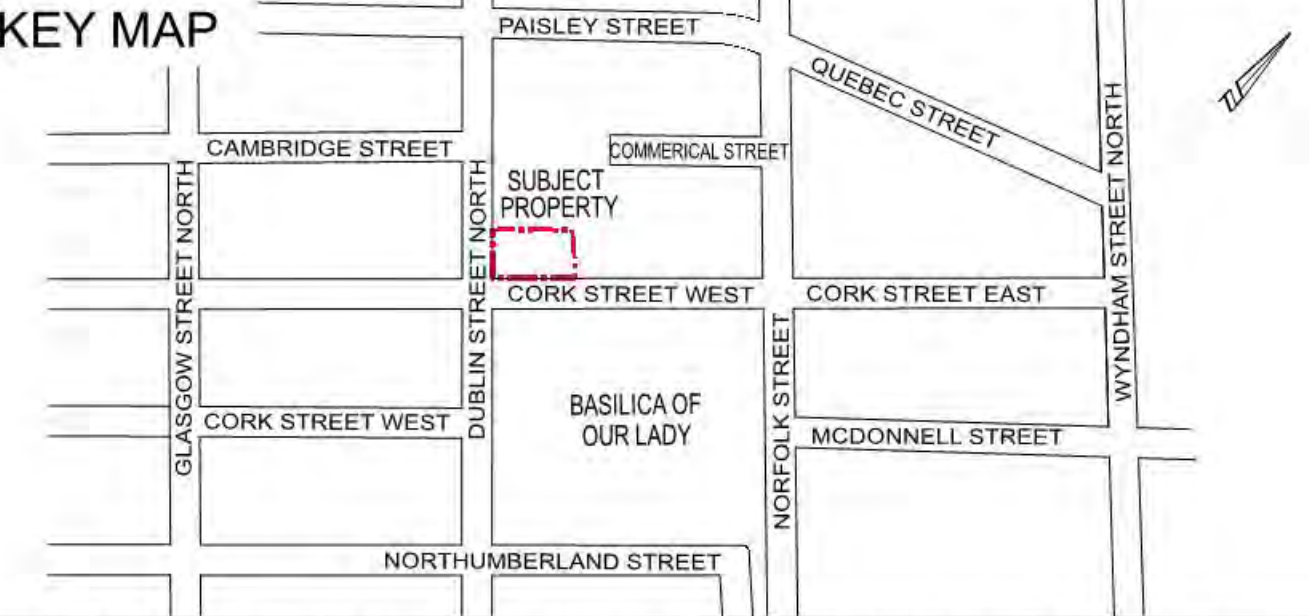 KEY MAP
PAISLEY STREET
QUEBEC STREET
CAMBRIDGE STREET
COMMERICAL STREET
SUBJECT
PROPERTY
GLASGOW STREET NORTH
DUBLIN STREET NORTH
WYNDHAM STREET NORTH
CORK STREET WEST
CORK STREET EAST
NORFOLK STREET
BASILICA OF
OUR LADY
CORK STREET WEST
MCDONNELL STREET
NORTHUMBERLAND STREET
N